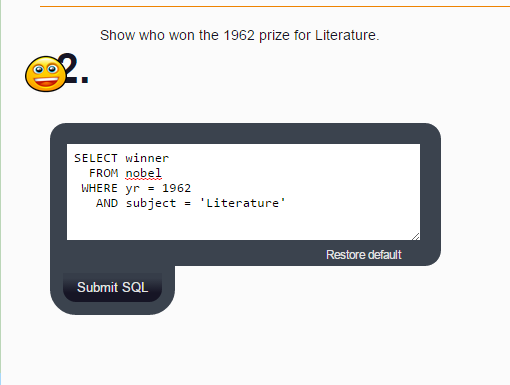 Show who won the 1962 prize for Literature.
2.
SELECT winner
FROM nobel
WHERE yr = 1962
AND subject = 'Literature'
Restore default
Submit SQL